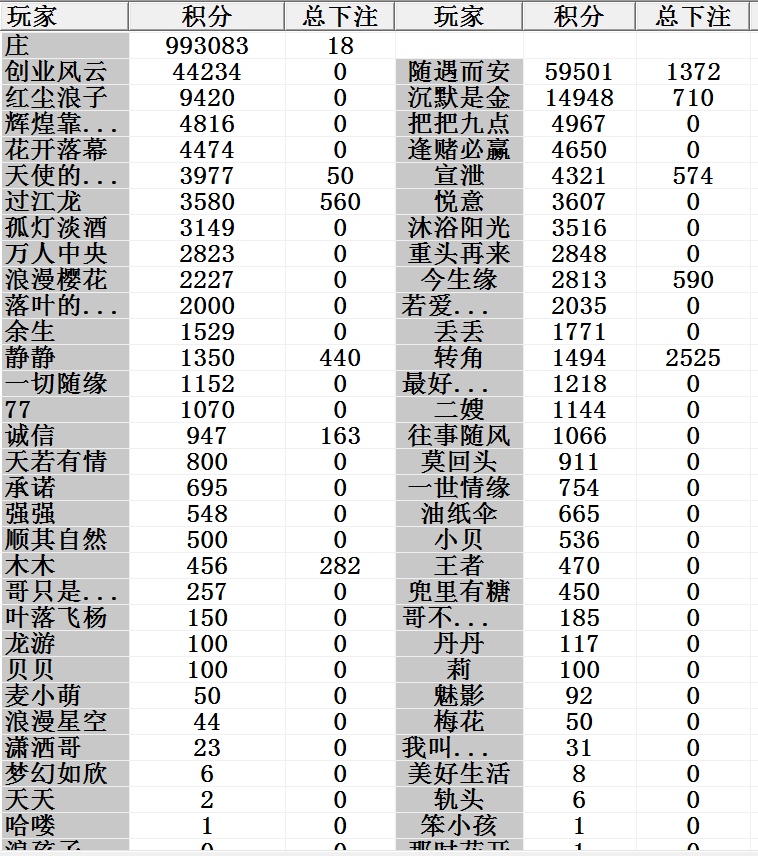 玩家 积分 总下注 玩家 积分 总下注
庄 993083 18
创业风云 44234 0 随遇而安 59501 1372
红尘浪子 9420 0 沉默是金 14948 710
辉煌靠... 4816 0 把把九点 4967 0
花开落幕 4474 0 逢赌必赢 4650 0
天使的... 3977 50 宣泄 4321 574
过江龙 3580 560 悦意 3607 0
孤灯淡酒 3149 0 沐浴阳光 3516 0
万人中央 2823 0 重头再来 2848 0
浪漫樱花 2227 0 今生缘 2813 590
落叶的... 2000 0 若爱... 2035 0
余生 1529 0 丢丢 1771 0
静静 1350 440 转角 1494 2525
一切随缘 1152 0 最好... 1218 0
77 1070 0 二嫂 1144 0
诚信 947 163 往事随风 1066 0
天若有情 800 0 莫回头 911 0
承诺 695 0 一世情缘 754 0
强强 548 0 油纸伞 665 0
顺其自然 500 0 小贝 536 0
木木 456 282 王者 470 0
哥只是... 257 0 兜里有糖 450 0
叶落飞杨 150 0 哥不... 185 0
龙游 100 0 丹丹 117 0
贝贝 100 0 莉 100 0
麦小萌 50 0 魅影 92 0
浪漫星空 44 0 梅花 50 0
潇洒哥 23 0 我叫... 31 0
梦幻如欣 6 0 美好生活 8 0
天天 2 0 轨头 6 0
哈喽 1 0 笨小孩 1 0